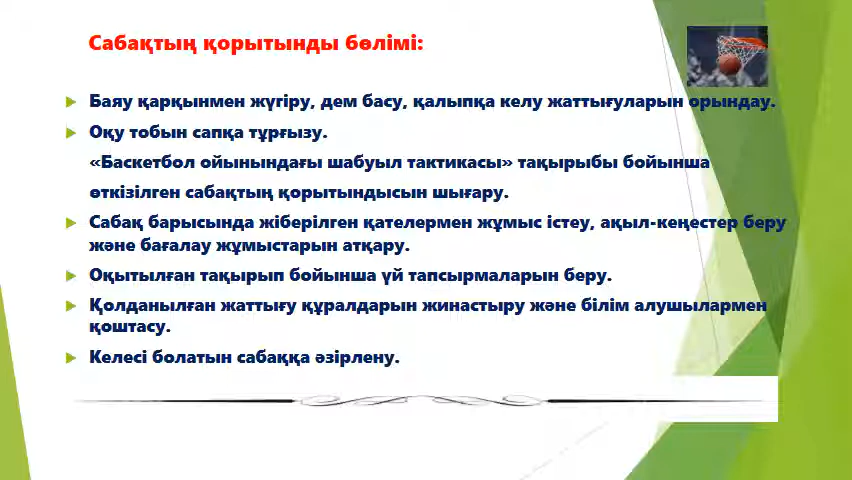 Сабақтың қорытынды бөлімі:
Баяу қарқынмен жүгіру, дем басу, қалыпқа келу жаттығуларын орындау.
Оқу тобын сапқа тұрғызу.
«Баскетбол ойынындағы шабуыл тактикасы» тақырыбы бойынша
өткізілген сабақтың қорытындысын шығару.
Сабақ барысында жіберілген қателермен жұмыс істеу, ақыл-кеңестер беру
және бағалау жұмыстарын атқару.
Оқытылған тақырып бойынша үй тапсырмаларын беру.
Қолданылған жаттығу құралдарын жинастыру және білім алушылармен
қоштасу.
Келесі болатын сабаққа әзірлену.